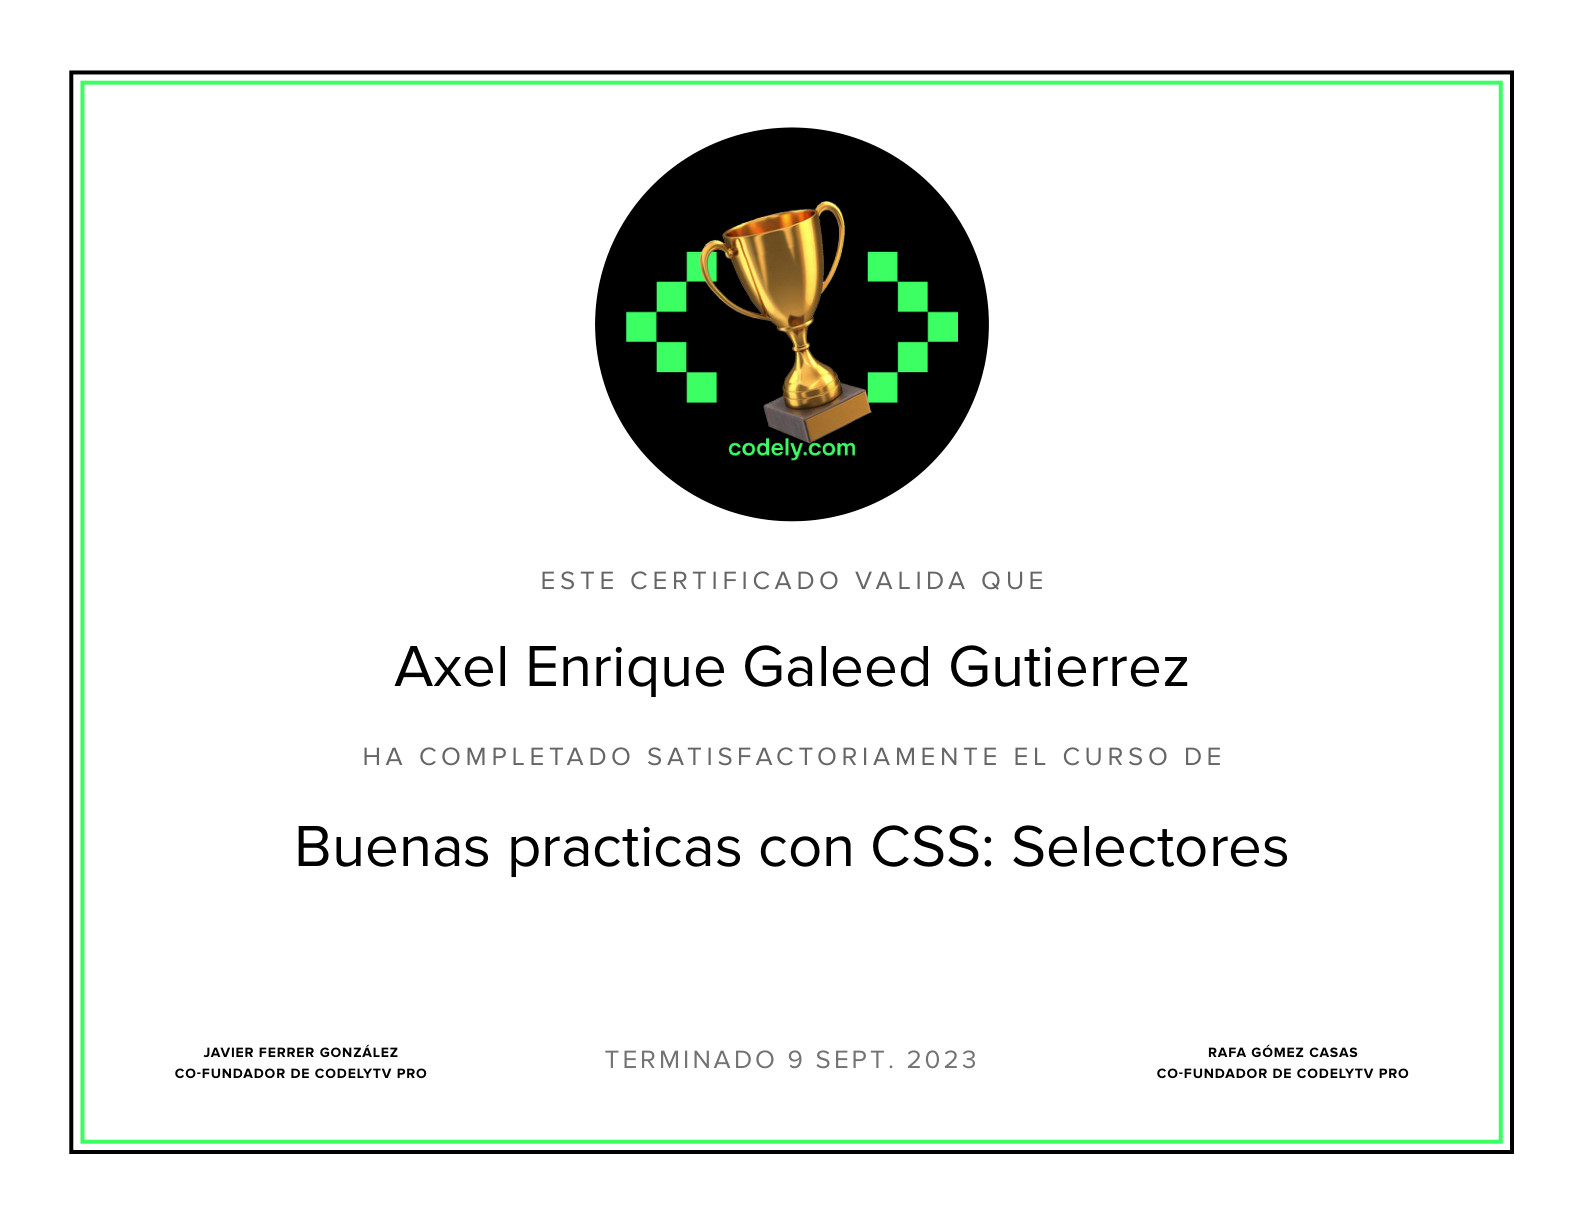 codely.com
ESTE CERTIFICADO VALIDA QUE
Axel Enrique Galeed Gutierrez
HA COMPLETADO SATISFACTORIAMENTE EL CURSO DE
Buenas practicas con CSS: Selectores
JAVIER FERRER GONZÁLEZ
CO-FUNDADOR DE CODELYTV PRO
TERMINADO 9 SEPT. 2023
RAFA GÓMEZ CASAS
CO-FUNDADOR DE CODELYTV PRO